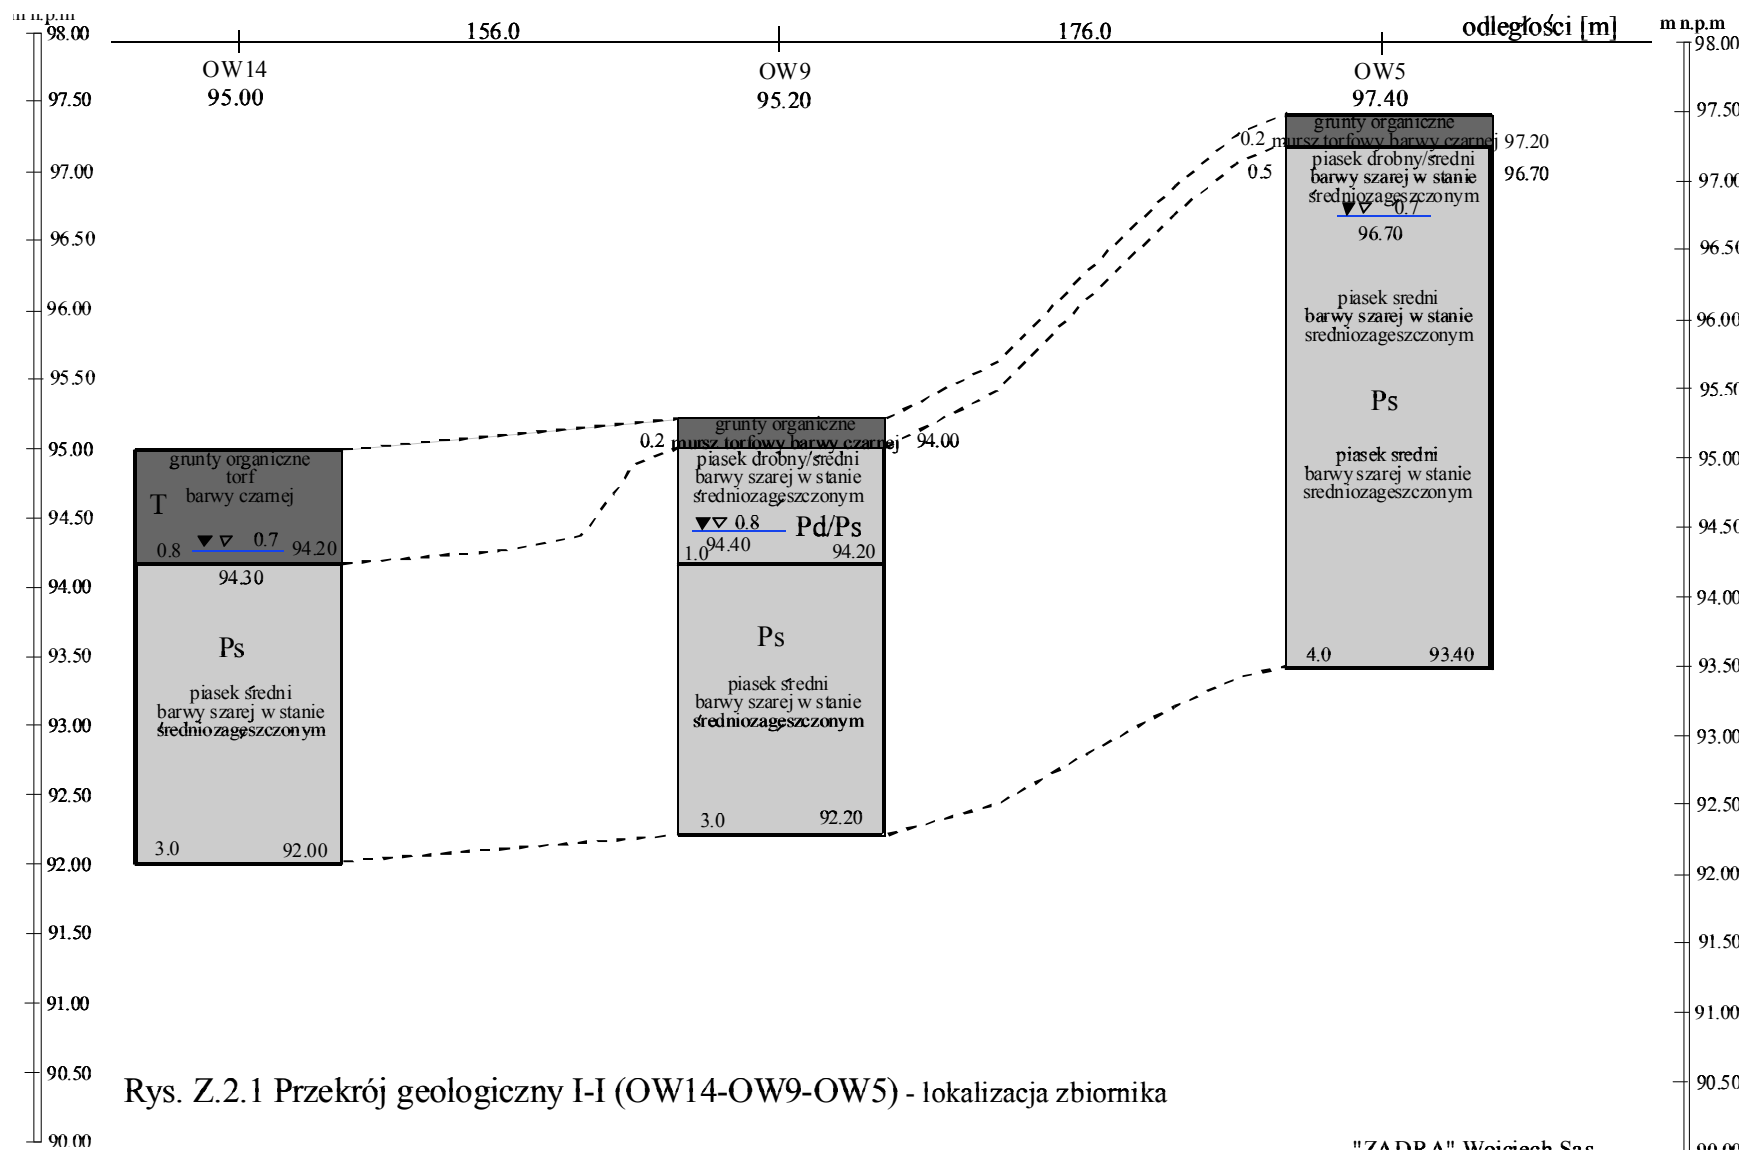 m n.p.m
156.0
176.0
odległości [m]
m n.p.m
98.00
98.00
OW14
OW9
OW5
95.00
95.20
97.40
97.50
97.50
97.00
97.00
96.50
96.50
96.00
96.00
95.50
95.50
95.00
95.00
94.50
94.50
94.00
94.00
93.50
93.50
93.00
93.00
92.50
92.50
92.00
92.00
91.50
91.50
91.00
91.00
90.50
90.50
90.00
90.00
grunty organiczne
torf
barwy czarnej
T
0.7
0.8
94.20
94.30
Ps
piasek średni
barwy szarej w stanie
średniozagęszczonym
3.0
92.00
grunty organiczne
0.2 mursz torfowy barwy czarnej 94.00
piasek drobny/średni
barwy szarej w stanie
średniozagęszczonym
0.8 Pd/Ps
94.40
1.0
94.20
Ps
piasek średni
barwy szarej w stanie
średniozagęszczonym
3.0
92.20
grunty organiczne
0.2 mursz torfowy barwy czarnej 97.20
piasek drobny/średni
0.5 barwy szarej w stanie 96.70
średniozagęszczonym
0.7
96.70
piasek sredni
barwy szarej w stanie
sredniozageszczonym
Ps
piasek sredni
barwy szarej w stanie
sredniozageszczonym
4.0
93.40
Rys. Z.2.1 Przekrój geologiczny I-I (OW14-OW9-OW5) - lokalizacja zbiornika
"ZADRA" Wojciech Sas